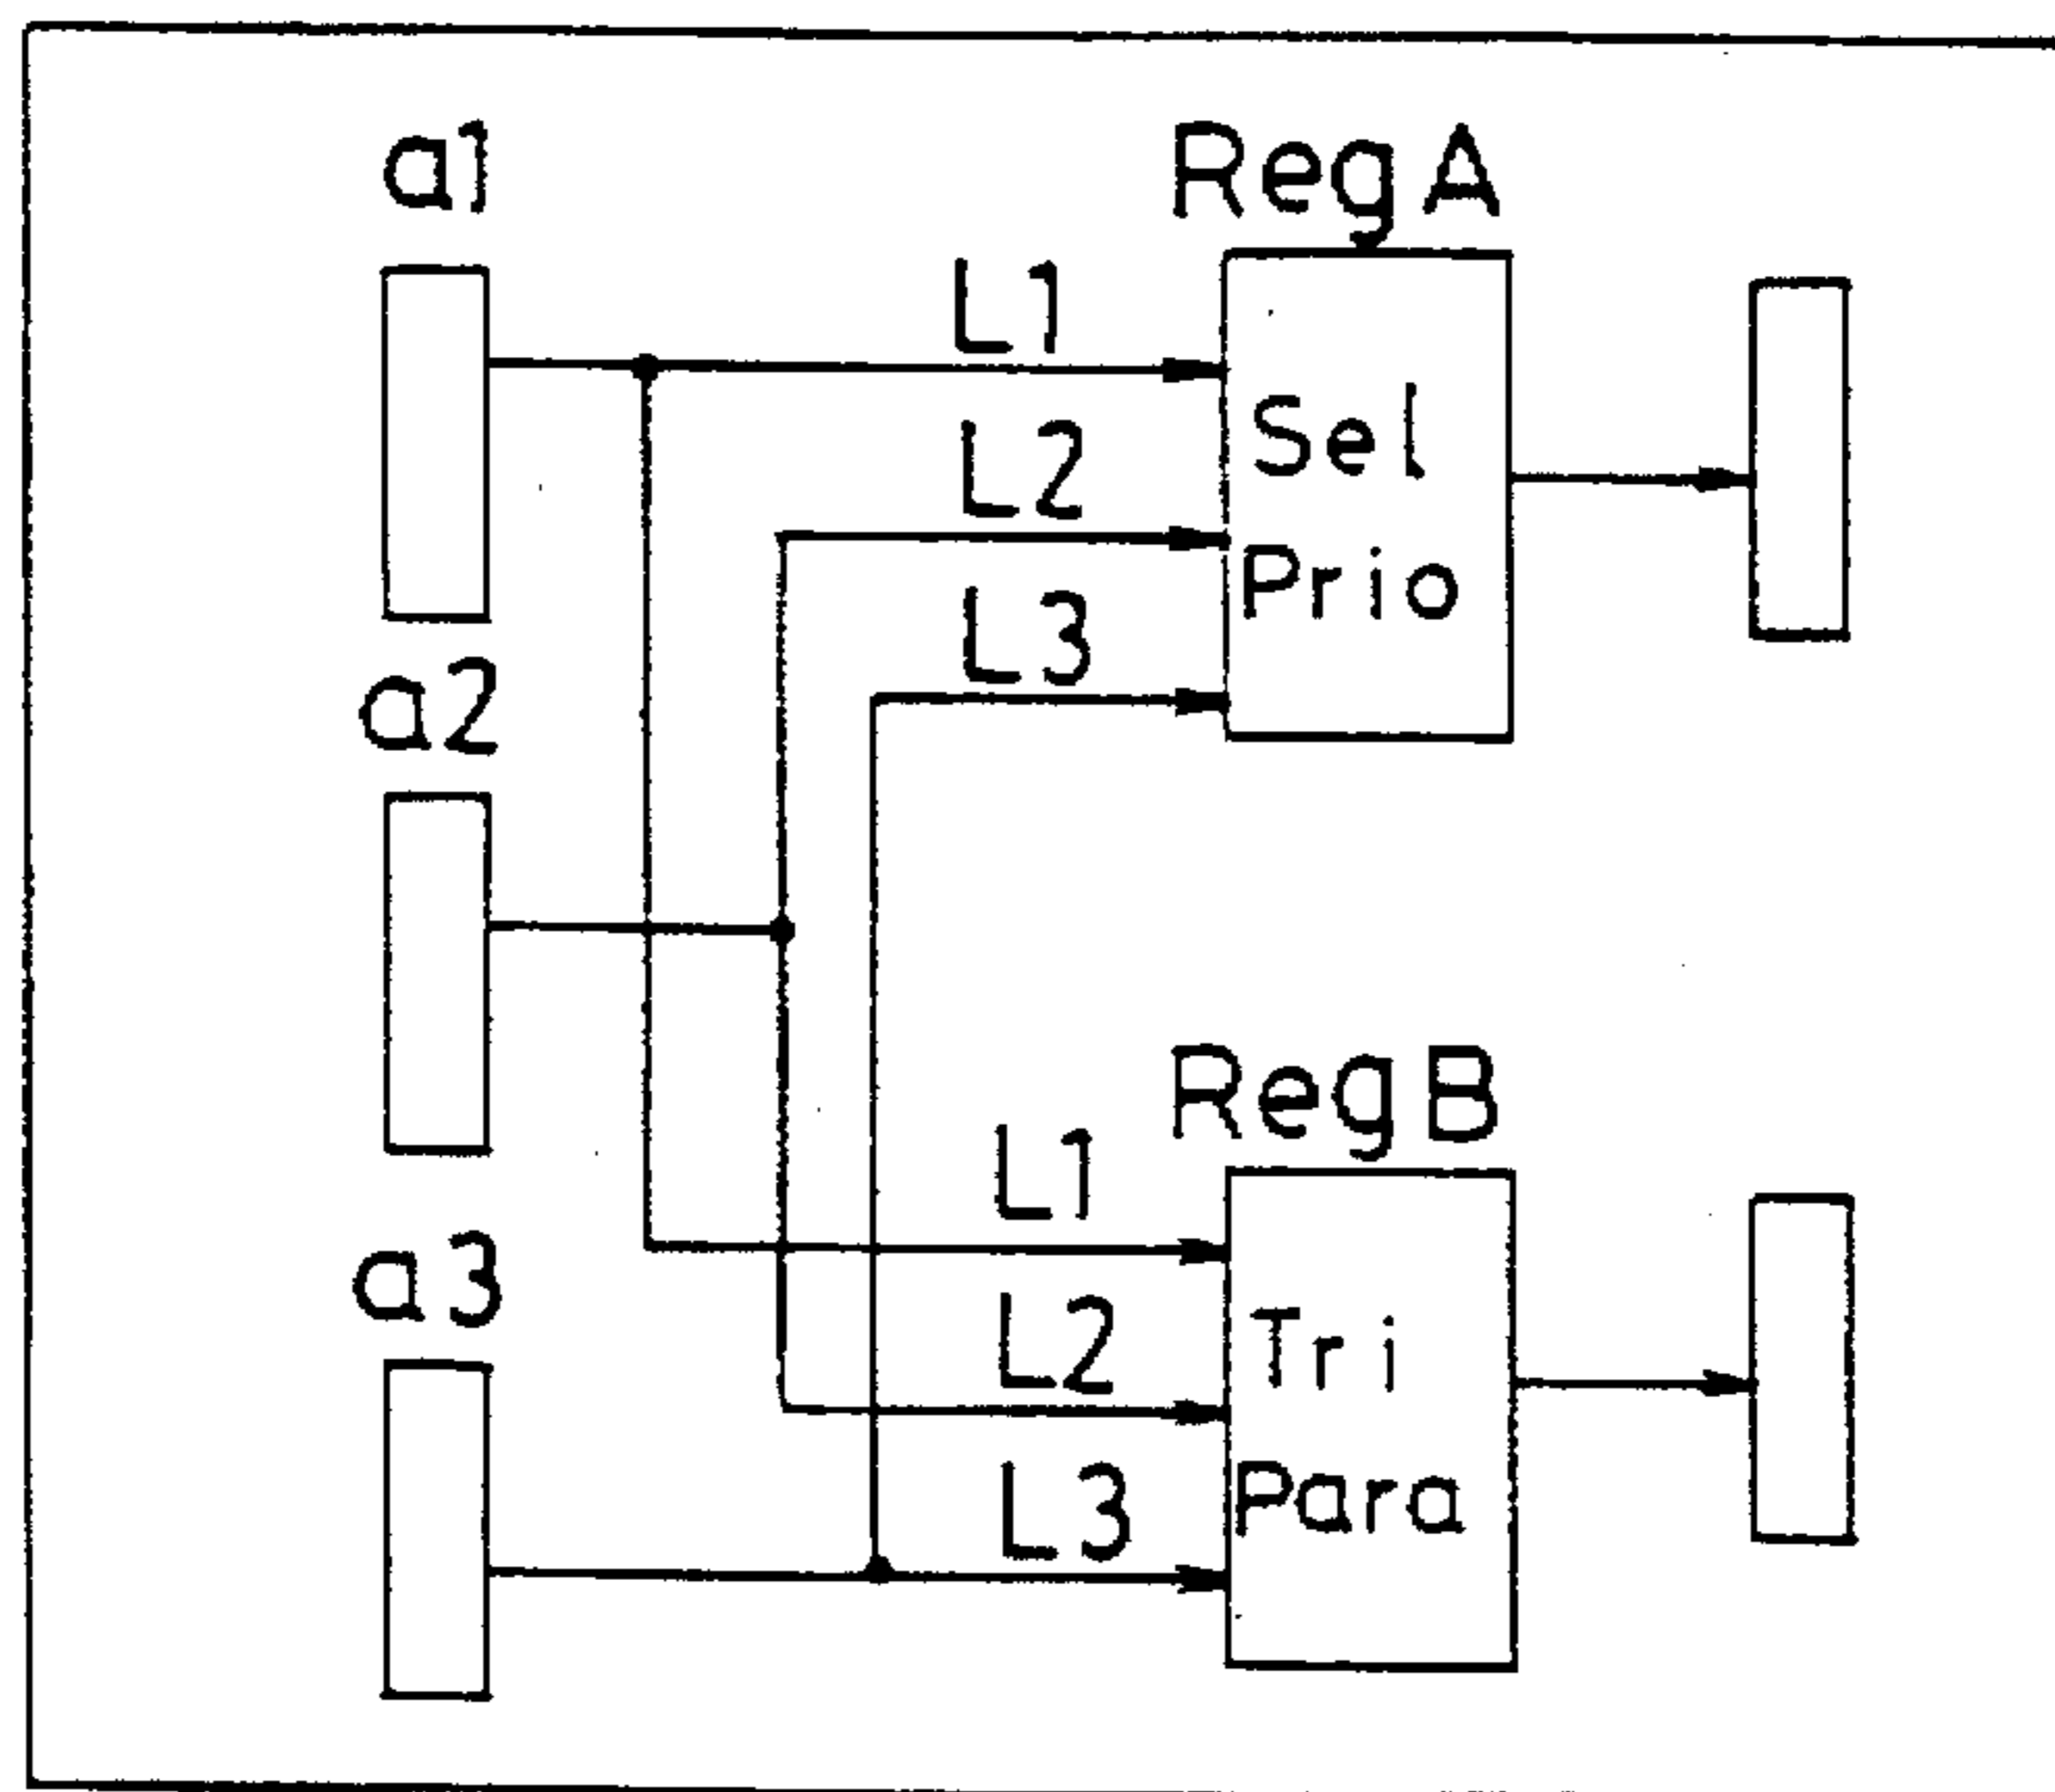 a1
RegA
L1
Sel
L2
Prio
L3
a2
RegB
L1
a3
Tri
L2
Para
L3